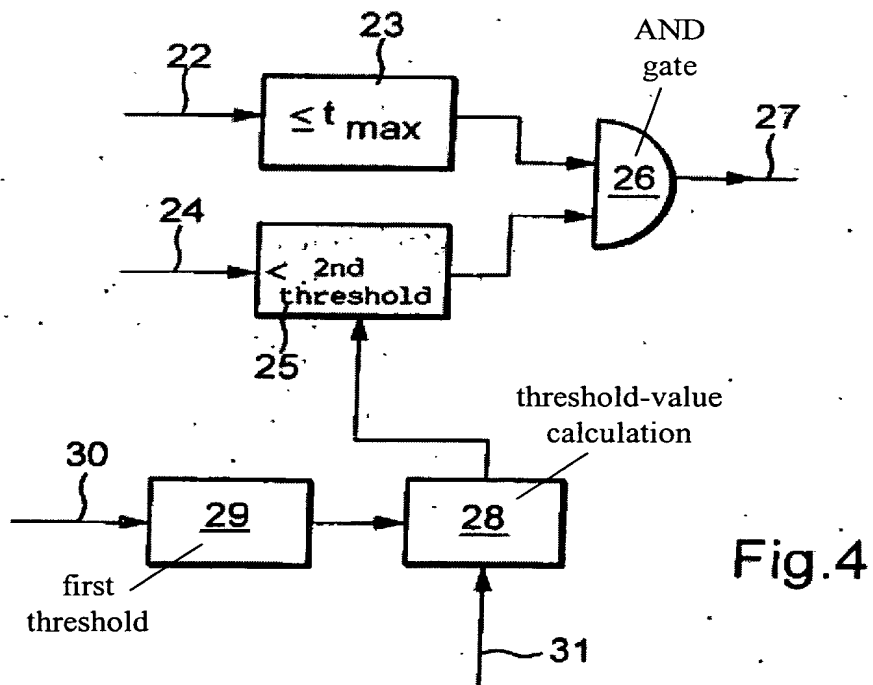 22
23
≤ t max
AND
gate
26
27
24
< 2nd
threshold
25
threshold-value
calculation
30
29
28
first
threshold
31
Fig.4